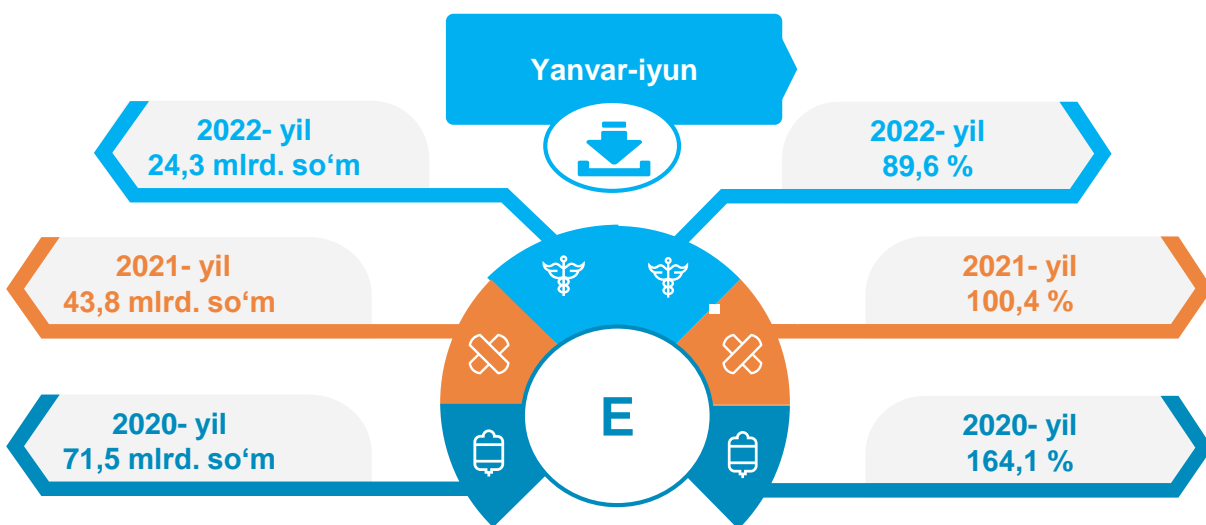 Yanvar-iyun
2022- yil
24,3 mlrd. so‘m
2022- yil
89,6 %
2021- yil
43,8 mlrd. so‘m
2021- yil
100,4 %
2020- yil
71,5 mlrd. so‘m
2020- yil
164,1 %
E